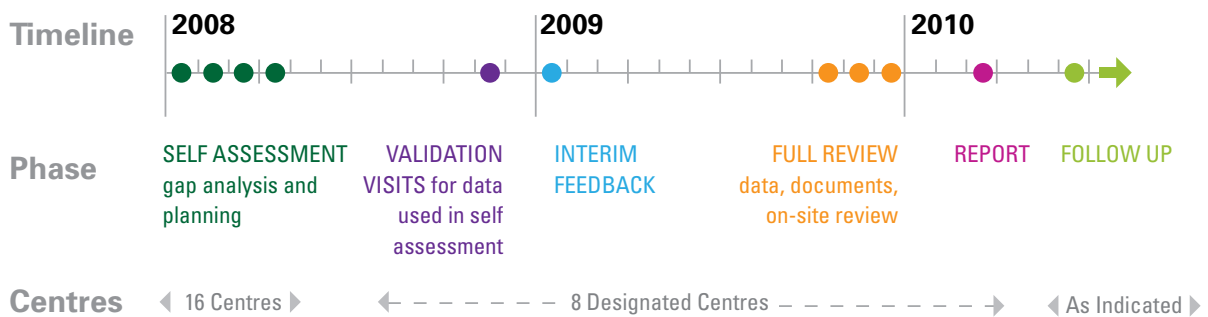 Timeline
2008
2009
2010
Phase
SELF ASSESSMENT
gap analysis and
planning
VALIDATION
VISITS for data
used in self
assessment
INTERIM
FEEDBACK
FULL REVIEW
data, documents,
on-site review
REPORT
FOLLOW UP
Centres
16 Centres
8 Designated Centres
As Indicated